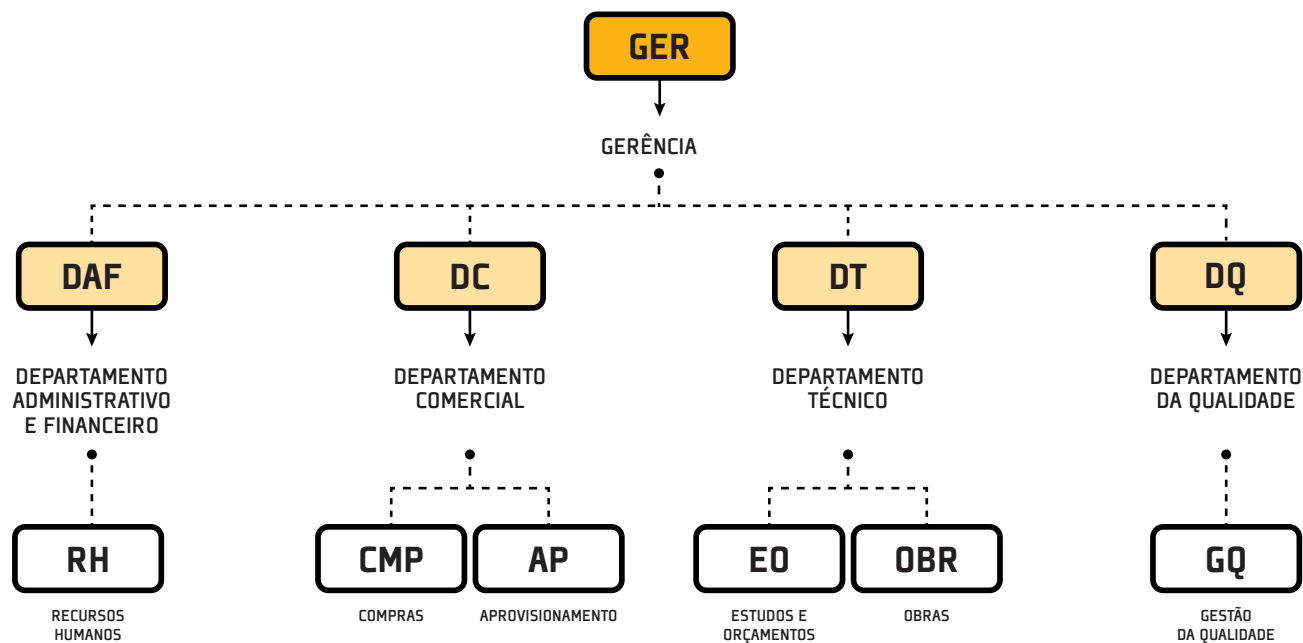 GER
GERÊNCIA
DAF
DC
DT
DQ
DEPARTAMENTO
ADMINISTRATIVO
E FINANCEIRO
DEPARTAMENTO
COMERCIAL
DEPARTAMENTO
TÉCNICO
DEPARTAMENTO
DA QUALIDADE
RH
CMP
AP
EO
OBR
GQ
RECURSOS
HUMANOS
COMPRAS
APROVISIONAMENTO
ESTUDOS E
ORÇAMENTOS
OBRAS
GESTÃO
DA QUALIDADE